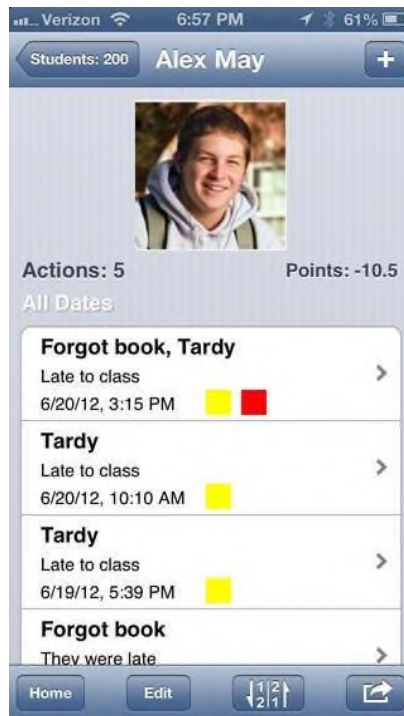 Verizon 6:57 PM 61%
Students: 200 Alex May +
Actions: 5 Points: -10.5
All Dates
Forgot book, Tardy
Late to class
6/20/12, 3:15 PM
Tardy
Late to class
6/20/12, 10:10 AM
Tardy
Late to class
6/19/12, 5:39 PM
Forgot book
They were late
Home Edit 1 2
2 1